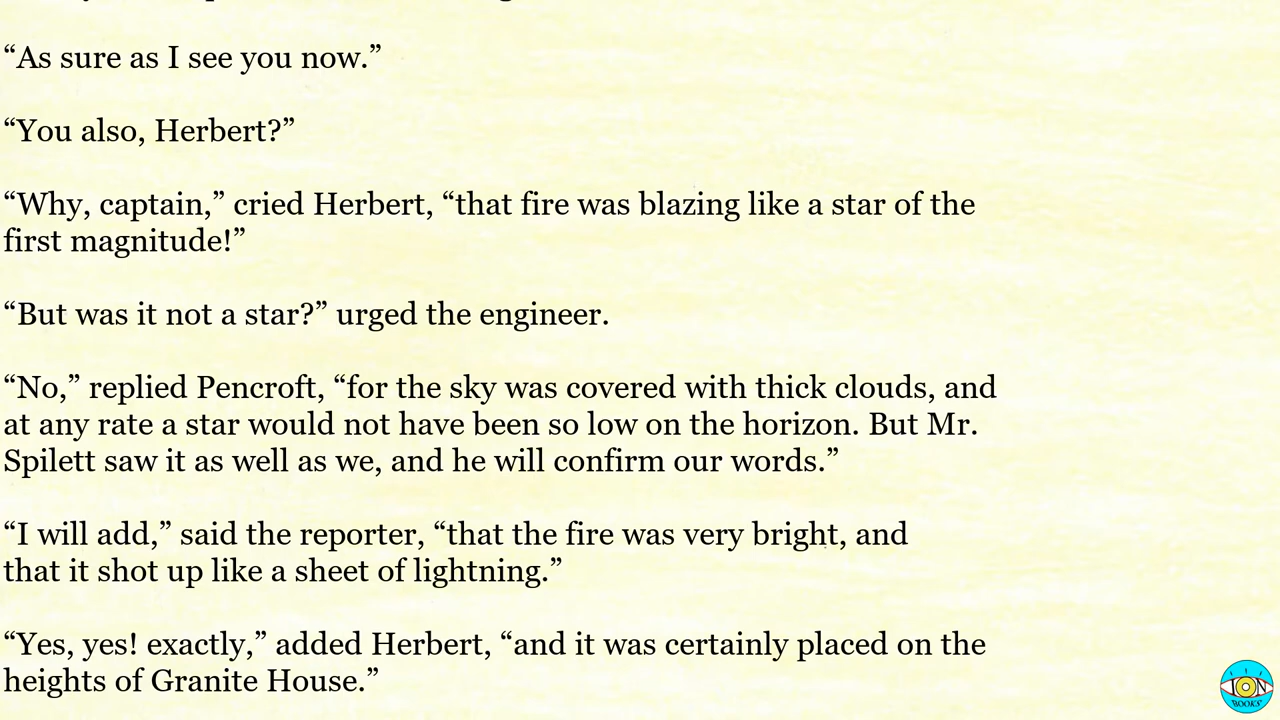 “As sure as I see you now.”
“You also, Herbert?”
“Why, captain,” cried Herbert, “that fire was blazing like a star of the
first magnitude!”
“But was it not a star?” urged the engineer.
“No,” replied Pencroft, “for the sky was covered with thick clouds, and
at any rate a star would not have been so low on the horizon. But Mr.
Spilett saw it as well as we, and he will confirm our words.”
“I will add,” said the reporter, “that the fire was very bright, and
that it shot up like a sheet of lightning.”
“Yes, yes! exactly,” added Herbert, “and it was certainly placed on the
heights of Granite House.”
ION
BOOKS